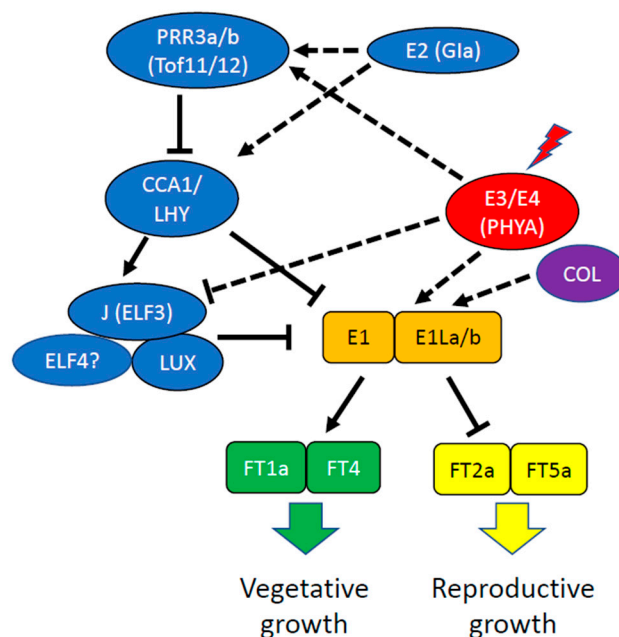 PRR3a/b
(Tof11/12)
E2 (GIa)
CCA1/
LHY
E3/E4
(PHYA)
COL
J (ELF3)
ELF4?
LUX
E1
E1La/b
FT1a
FT4
FT2a
FT5a
Vegetative
growth
Reproductive
growth